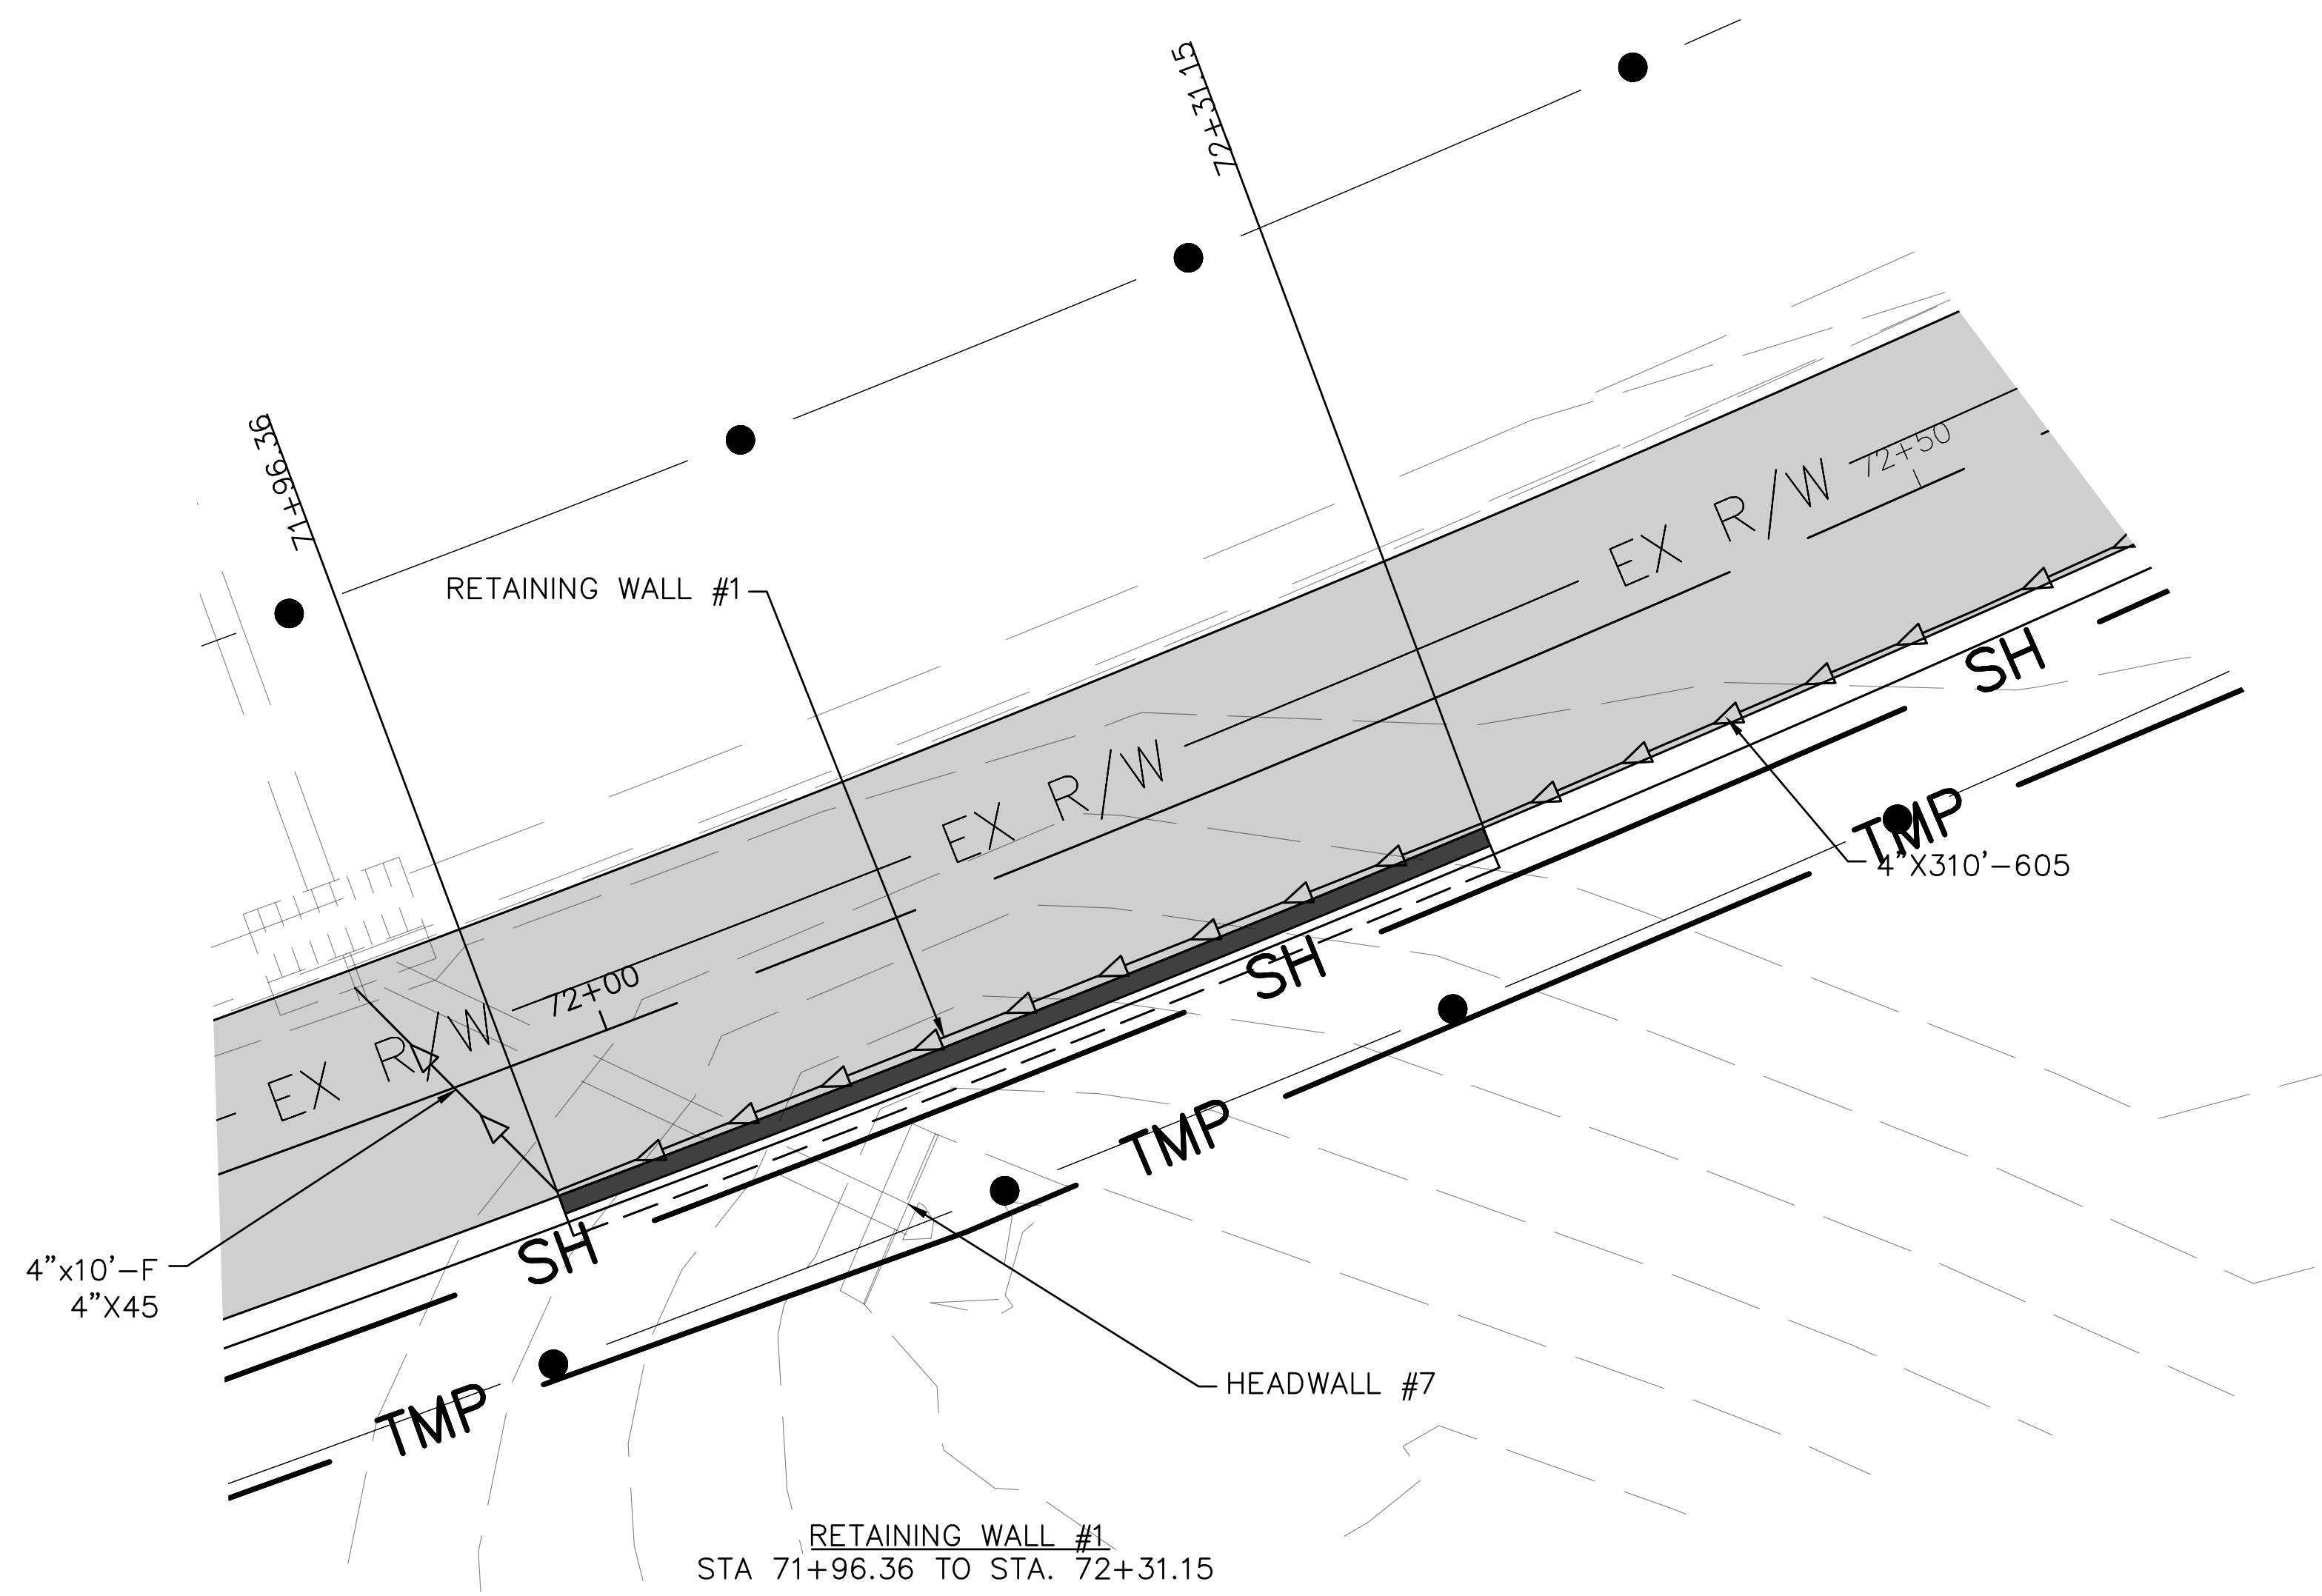 72+31.15
71+96.36
RETAINING WALL #1
72+50
EX R/W
EX R/W
SH
TMP
4"X310'-605
72+00
EX R/W
SH
TMP
4"x10'-F
4"X45
SH
HEADWALL #7
TMP
RETAINING WALL #1
STA 71+96.36 TO STA. 72+31.15